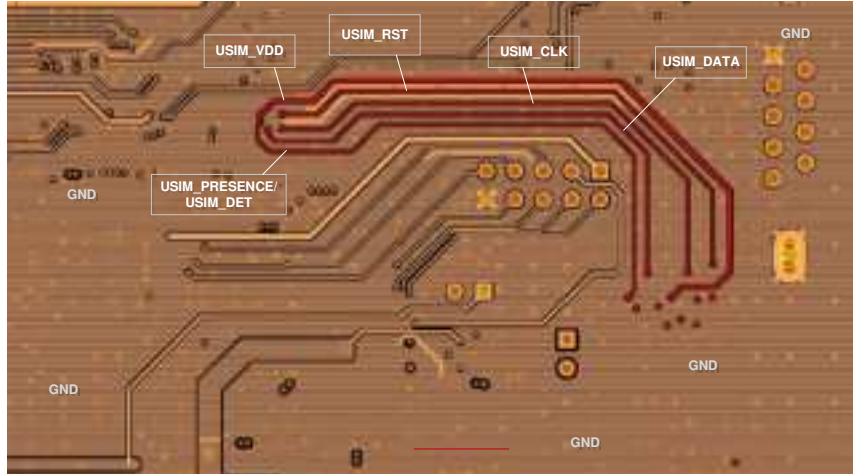 USIM_RST
GND
USIM_VDD
USIM_CLK
USIM_DATA
USIM_PRESENCE/
USIM_DET
GND
GND
GND
GND